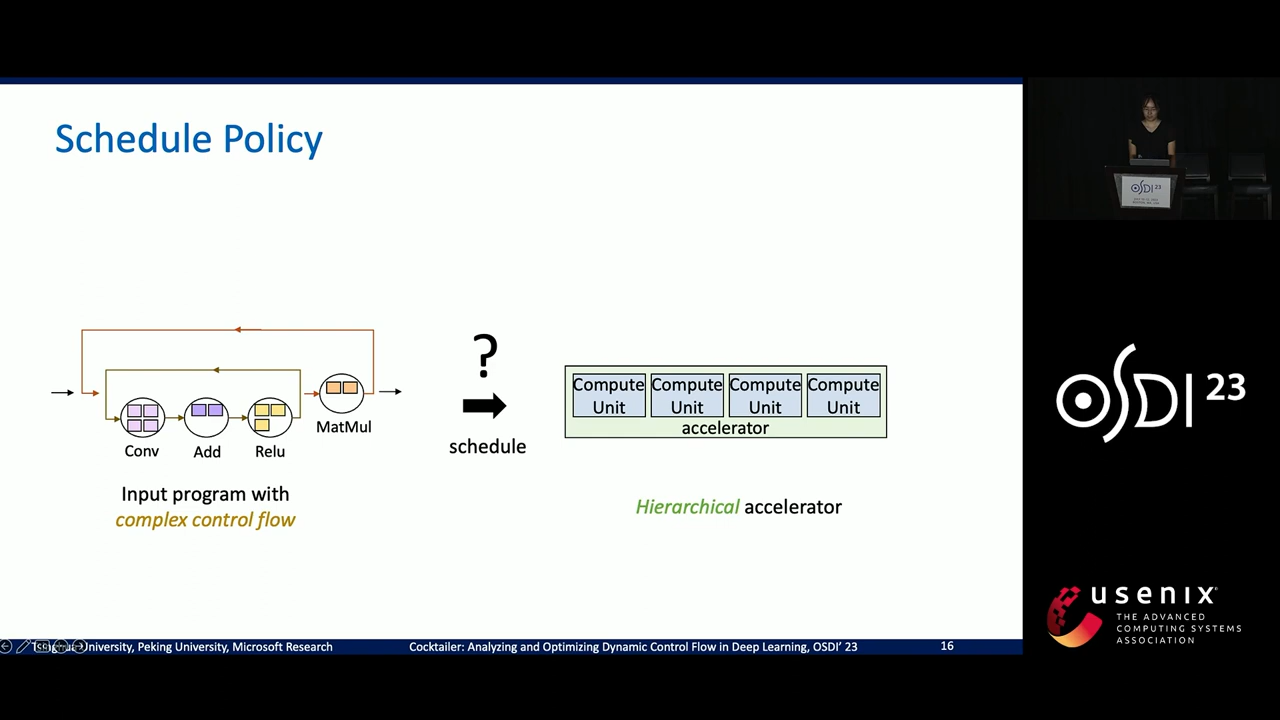 Schedule Policy
?
schedule
Conv
Add
Relu
MatMul
Input program with
complex control flow
Compute Unit
Compute Unit
Compute Unit
Compute Unit
accelerator
Hierarchical accelerator
University, Peking University, Microsoft Research
Cocktailer: Analyzing and Optimizing Dynamic Control Flow in Deep Learning, OSDI' 23
16
OSDI 23
OSDI 23
usenix
THE ADVANCED
COMPUTING SYSTEMS
ASSOCIATION